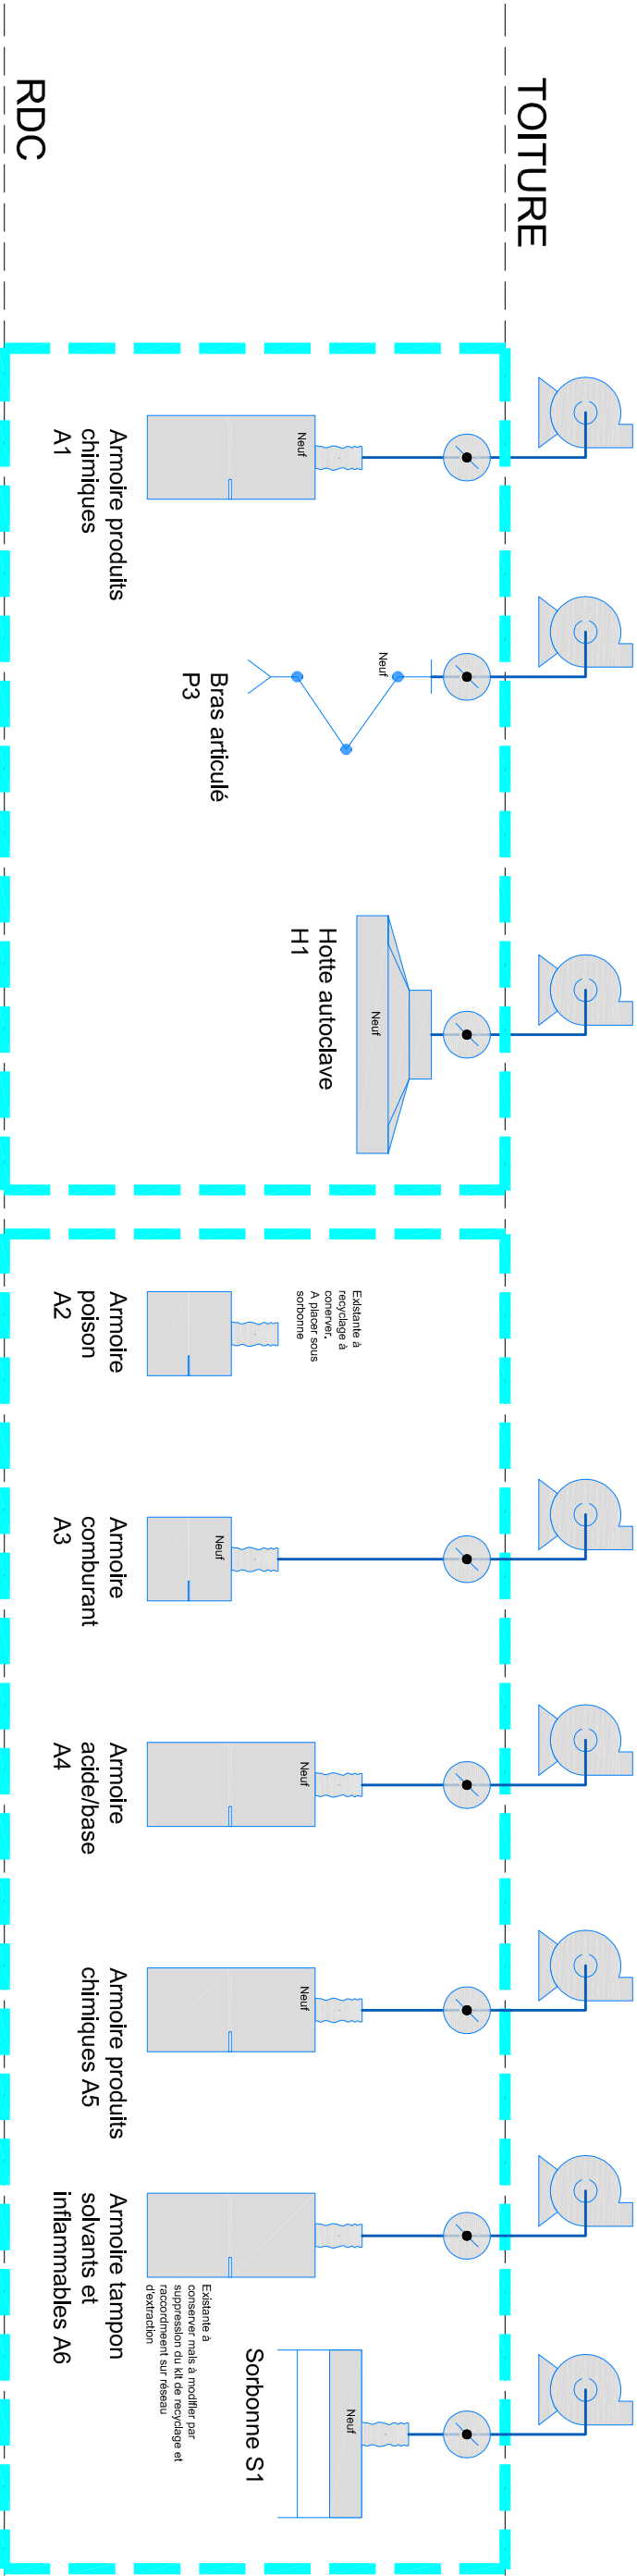 TOITURE
RDC
Neuf
Armoire produits
chimiques
A1
Neuf
Bras articulé
P3
Neuf
Hotte autoclave
H1
Existante à
recyclage à
conerver.
A placer sous
sorbonne
Armoire
poison
A2
Neuf
Armoire
comburant
A3
Neuf
Armoire
acide/base
A4
Neuf
Armoire produits
chimiques A5
Existante à
conserver mais à modifier par
suppression du kit de recyclage et
raccordmeent sur réseau
d'extraction
Armoire tampon
solvants et
inflammables A6
Neuf
Sorbonne S1